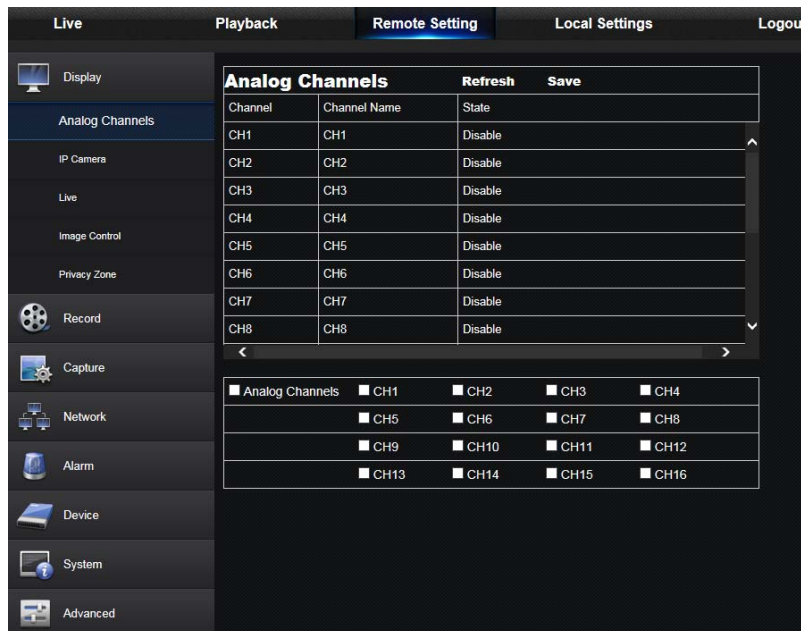 Live Playback Remote Setting Local Settings Logou
Display
Analog Channels
IP Camera
Live
Image Control
Privacy Zone
Record
Capture
Network
Alarm
Device
System
Advanced
Analog Channels Refresh Save
Channel Channel Name State
CH1 CH1 Disable
CH2 CH2 Disable
CH3 CH3 Disable
CH4 CH4 Disable
CH5 CH5 Disable
CH6 CH6 Disable
CH7 CH7 Disable
CH8 CH8 Disable
Analog Channels CH1 CH2 CH3 CH4
CH5 CH6 CH7 CH8
CH9 CH10 CH11 CH12
CH13 CH14 CH15 CH16